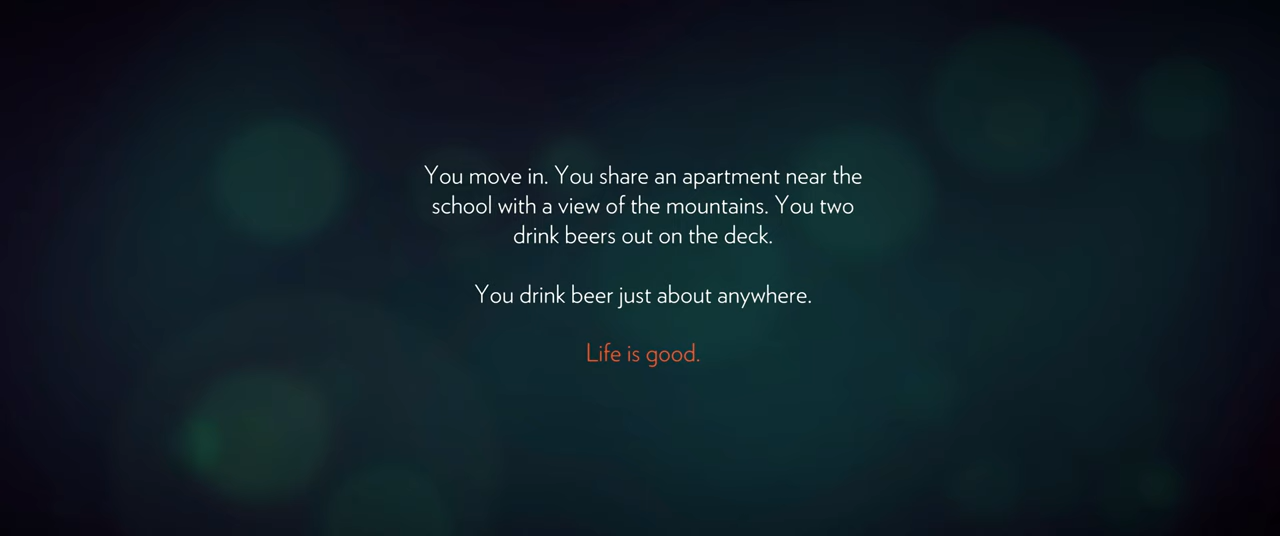 You move in. You share an apartment near the
school with a view of the mountains. You two
drink beers out on the deck.
You drink beer just about anywhere.
Life is good.